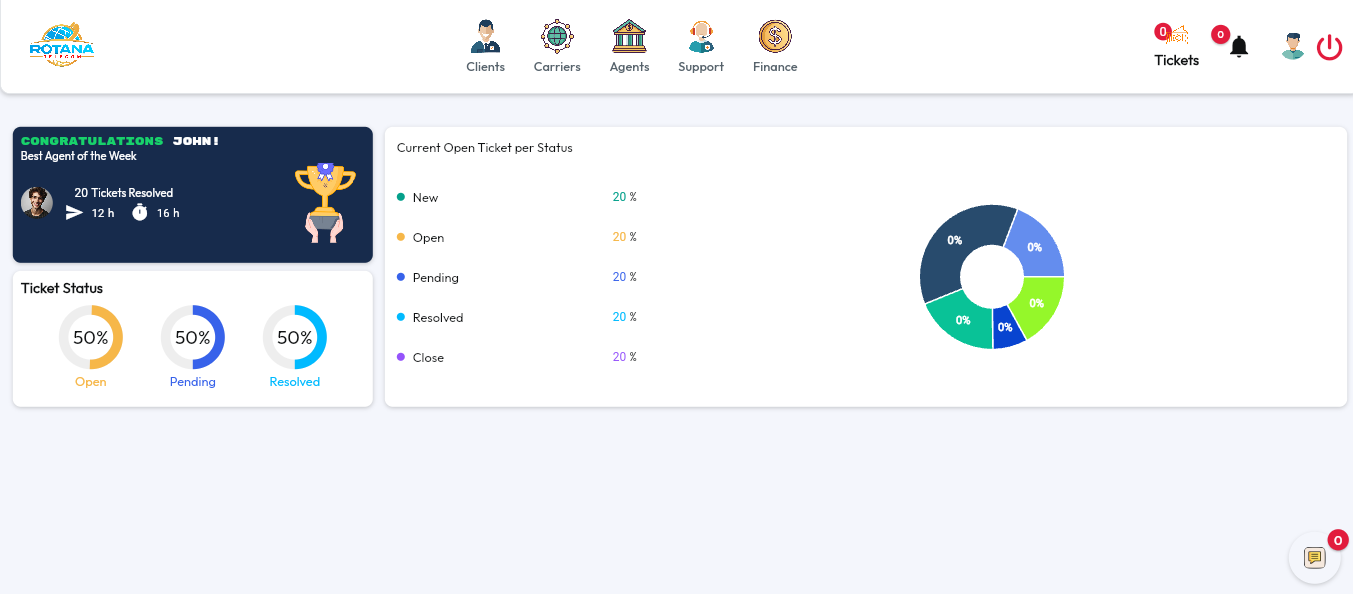 ROTANA
TELECOM
Clients
Carriers
Agents
Support
Finance
0
Tickets
0
CONGRATULATIONS JOHN!
Best Agent of the Week
20 Tickets Resolved
12 h
16 h
Ticket Status
50%
50%
50%
Open
Pending
Resolved
Current Open Ticket per Status
New 20 %
Open 20 %
Pending 20 %
Resolved 20 %
Close 20 %
0%
0%
0%
0%
0%
0